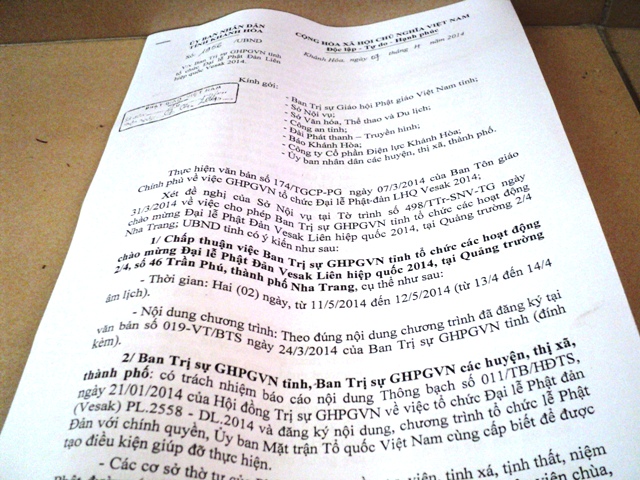 ỦY BAN NHÂN DÂN
TỈNH KHÁNH HÒA
CỘNG HÒA XÃ HỘI CHỦ NGHĨA VIỆT NAM
Độc lập - Tự do - Hạnh phúc
/UBND
Khánh Hòa, ngày tháng năm 2014
V/v Ban Trị sự GHPGVN tỉnh
tổ chức Đại lễ Phật Đản Liên
hiệp quốc Vesak 2014.
Kính gởi:
- Ban Trị sự Giáo hội Phật giáo Việt Nam tỉnh;
- Sở Nội vụ;
- Sở Văn hóa, Thể thao và Du lịch;
- Công an tỉnh;
- Đài Phát thanh – Truyền hình;
- Báo Khánh Hòa;
- Công ty Cổ phần Điện lực Khánh Hòa;
- Ủy ban nhân dân các huyện, thị xã, thành phố.
Thực hiện văn bản số 174/TGCP-PG ngày 07/3/2014 của Ban Tôn giáo
Chính phủ về việc GHPGVN tổ chức Đại lễ Phật-đản LHQ Vesak 2014;
Xét đề nghị của Sở Nội vụ tại Tờ trình số 498/TTr-SNV-TG ngày
31/3/2014 về việc cho phép Ban Trị sự GHPGVN tỉnh tổ chức các hoạt động
chào mừng Đại lễ Phật Đản Vesak Liên hiệp quốc 2014, tại Quảng trường 2/4
Nha Trang; UBND tỉnh có ý kiến như sau:
1/ Chấp thuận việc Ban Trị sự GHPGVN tỉnh tổ chức các hoạt động
chào mừng Đại lễ Phật Đản Vesak Liên hiệp quốc 2014, tại Quảng trường
2/4, số 46 Trần Phú, thành phố Nha Trang, cụ thể như sau:
- Thời gian: Hai (02) ngày, từ 11/5/2014 đến 12/5/2014 (từ 13/4 đến 14/4
âm lịch).
- Nội dung chương trình: Theo đúng nội dung chương trình đã đăng ký tại
văn bản số 019-VT/BTS ngày 24/3/2014 của Ban Trị sự GHPGVN tỉnh (đính
kèm).
2/ Ban Trị sự GHPGVN tỉnh, Ban Trị sự GHPGVN các huyện, thị xã,
thành phố: có trách nhiệm báo cáo nội dung Thông bạch số 011/TB/HĐTS,
ngày 21/01/2014 của Hội đồng Trị sự GHPGVN về việc tổ chức Đại lễ Phật đản
(Vesak) PL.2558 - DL.2014 và đăng ký nội dung, chương trình tổ chức lễ Phật
Đản với chính quyền, Ủy ban Mặt trận Tổ quốc Việt Nam cùng cấp biết để được
tạo điều kiện giúp đỡ thực hiện.
- Các cơ sở thờ tự của viện, tịnh xá, tịnh thất, niệm